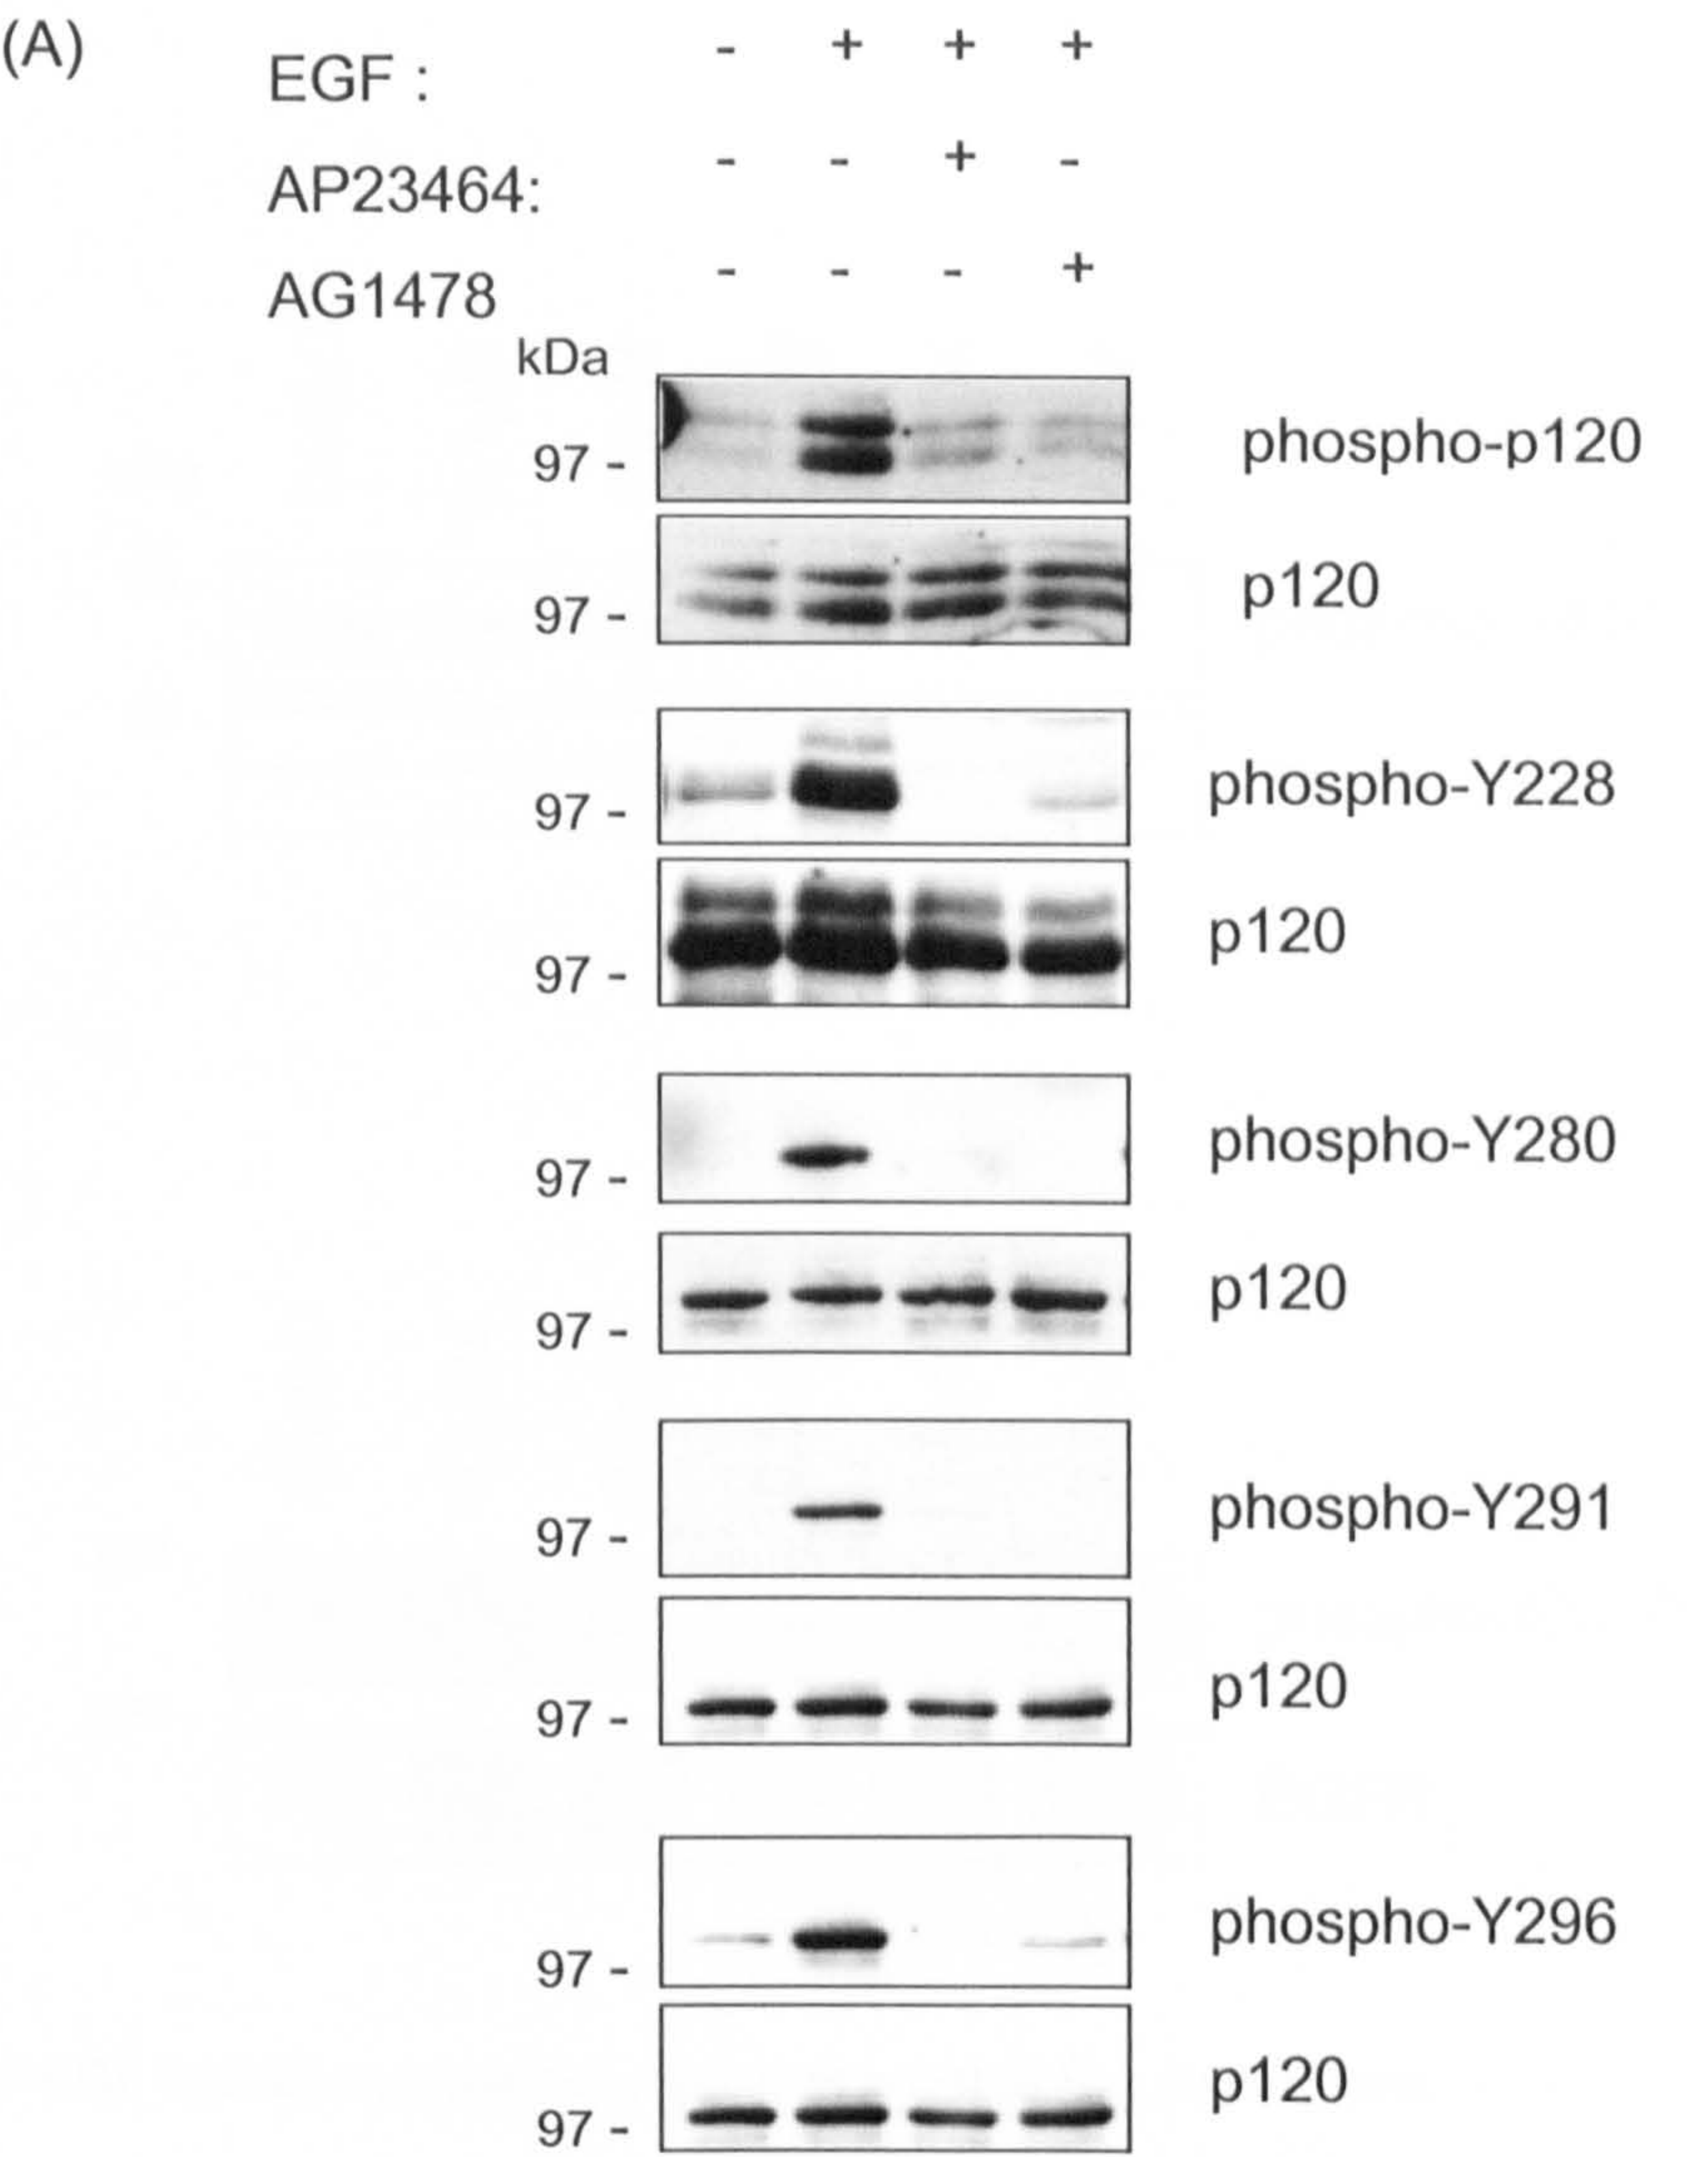 (A)
EGF : - + + +
AP23464: - - + -
AG1478 - - - +
kDa
97 - phospho-p120
97 - p120
97 - phospho-Y228
97 - p120
97 - phospho-Y280
97 - p120
97 - phospho-Y291
97 - p120
97 - phospho-Y296
97 - p120